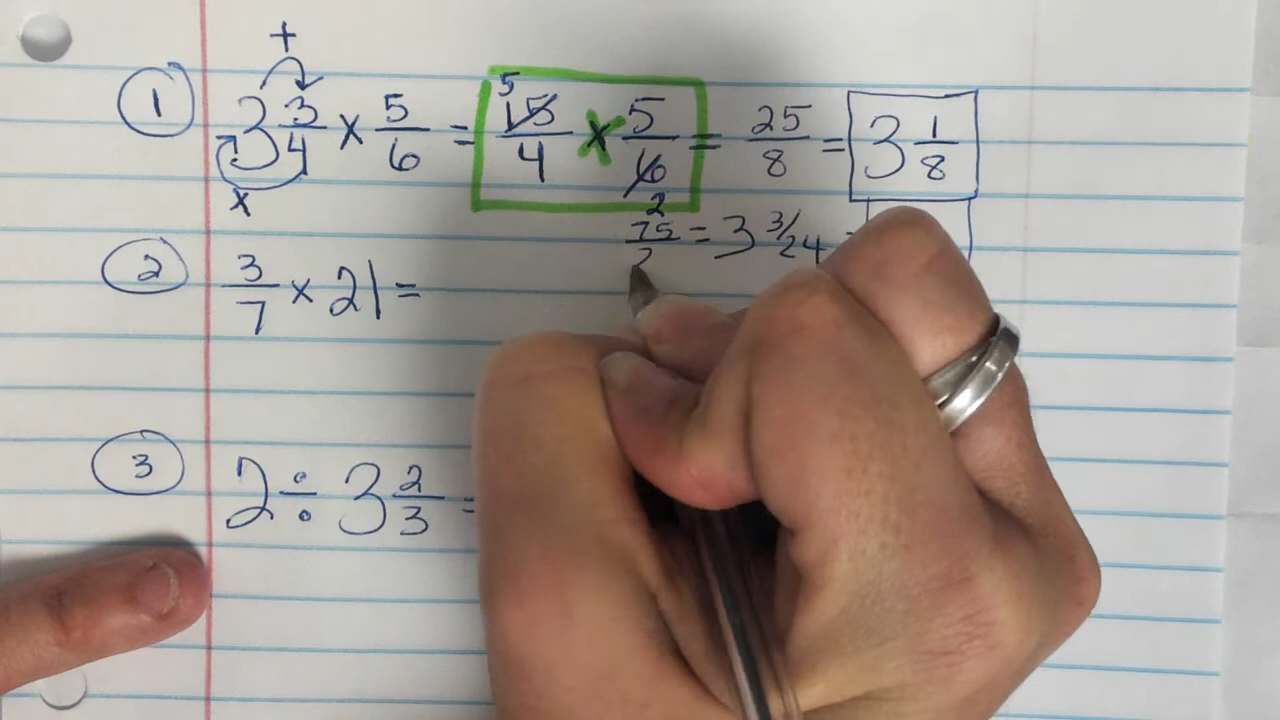 +
1 3 3/4 x 5/6 = 5 15/4 x 5/6 2 = 25/8 = 3 1/8
x
75/2 = 3 3/24
2 3/7 x 21 =
3 2 ÷ 3 2/3 =